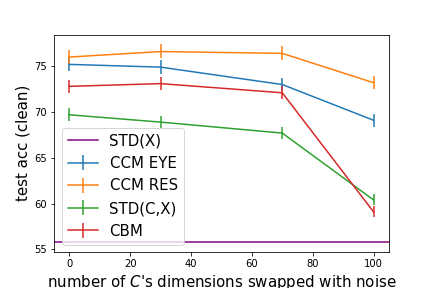 test acc (clean)
75
70
65
60
55
STD(X)
CCM EYE
CCM RES
STD(C,X)
CBM
0 20 40 60 80 100
number of C's dimensions swapped with noise